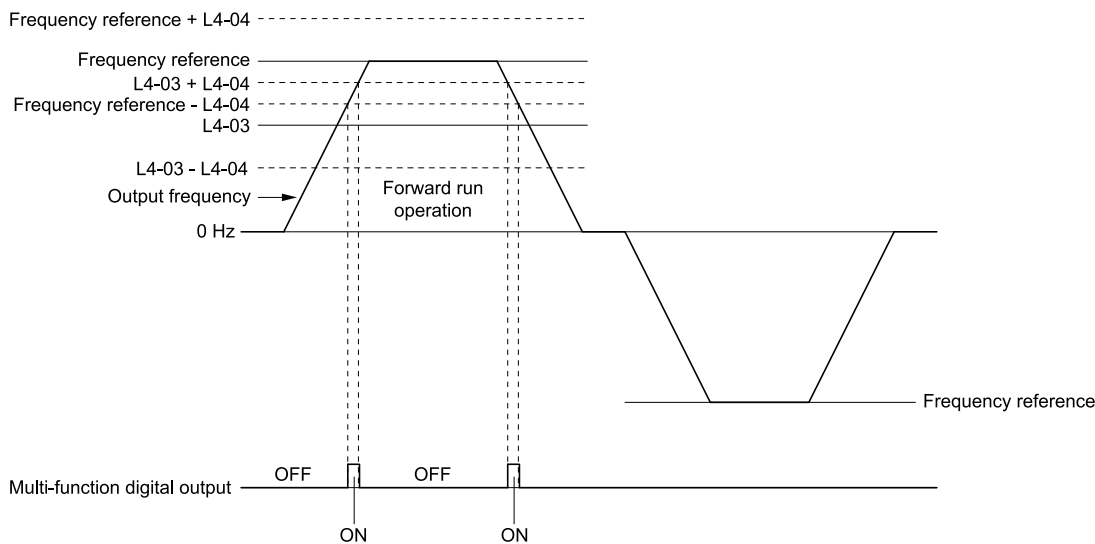 Frequency reference + L4-04
Frequency reference
L4-03 + L4-04
Frequency reference - L4-04
L4-03
L4-03 - L4-04
Output frequency
Forward run
operation
0 Hz
Frequency reference
OFF
OFF
Multi-function digital output
ON
ON